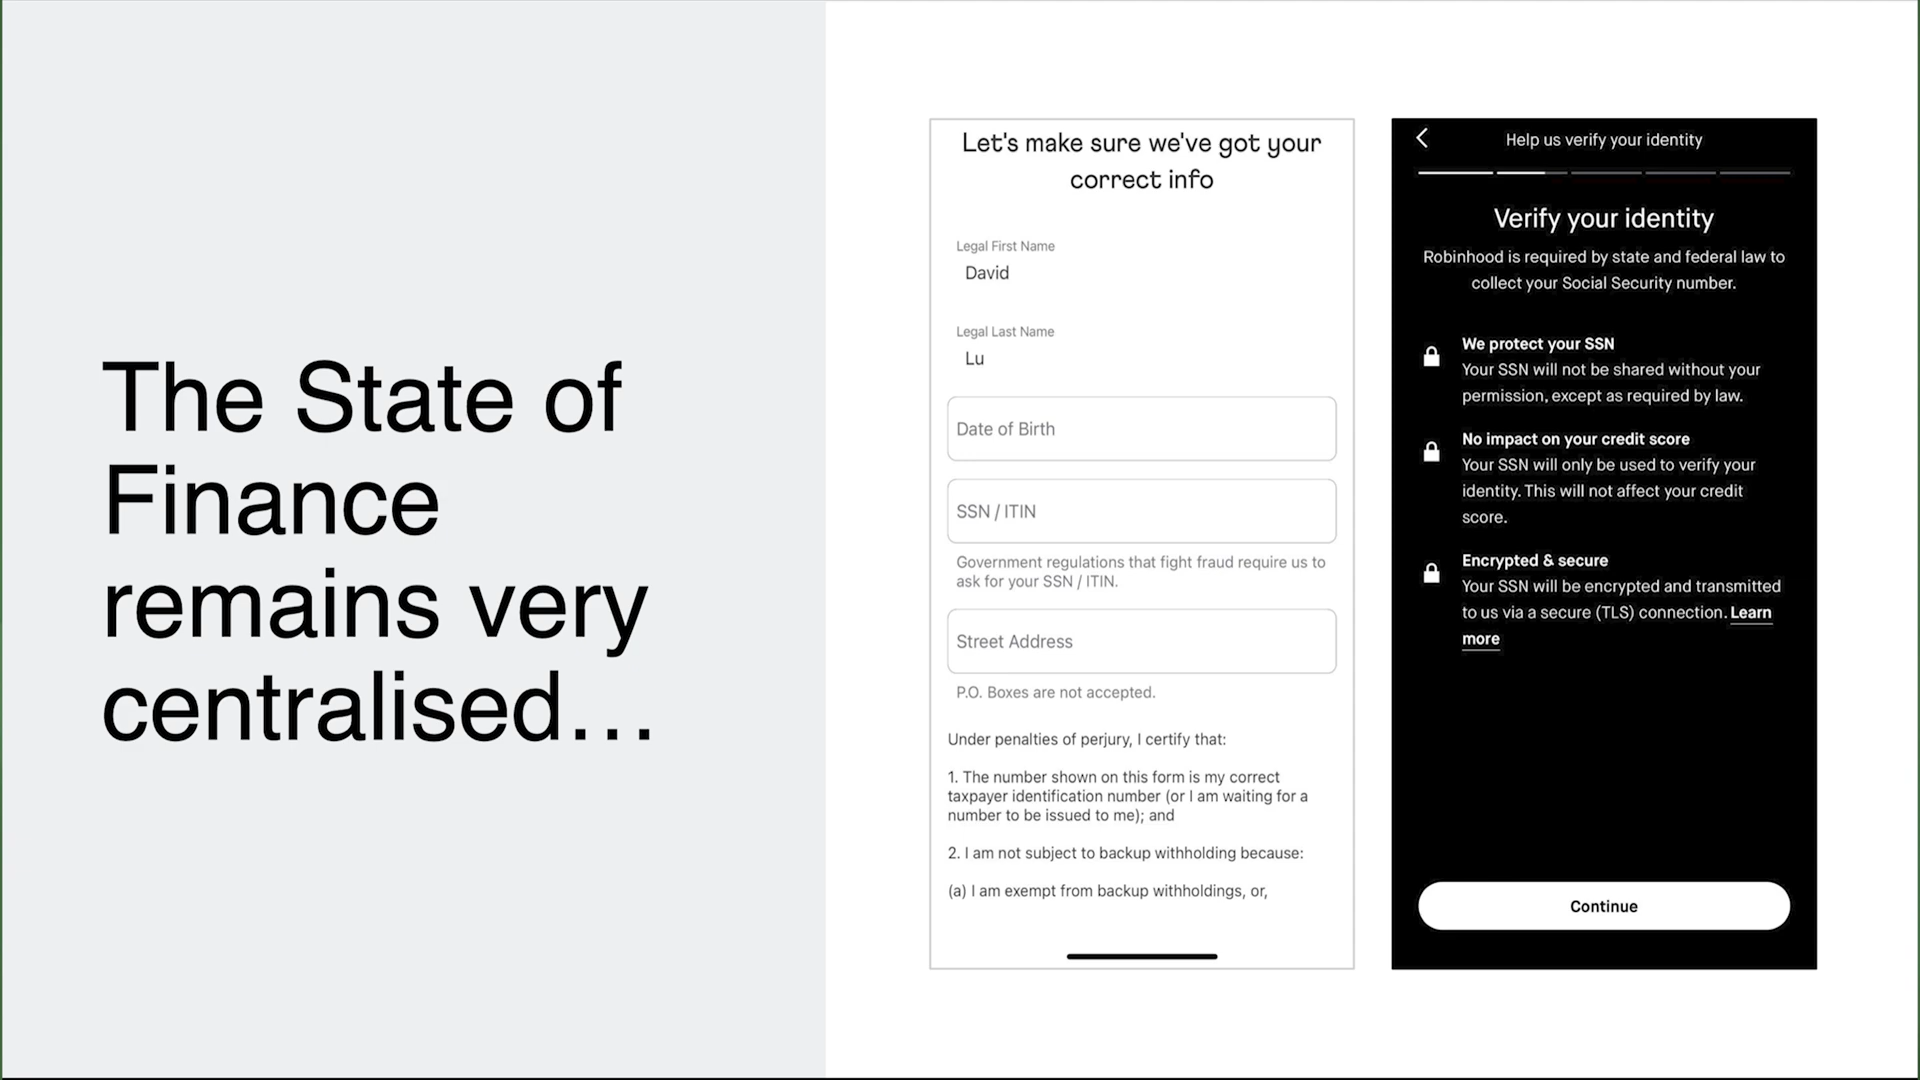 The State of
Finance
remains very
centralised...
Let's make sure we've got your
correct info
Legal First Name
David
Legal Last Name
Lu
Date of Birth
SSN / ITIN
Government regulations that fight fraud require us to
ask for your SSN / ITIN.
Street Address
P.O. Boxes are not accepted.
Under penalties of perjury, I certify that:
1. The number shown on this form is my correct
taxpayer identification number (or I am waiting for a
number to be issued to me); and
2. I am not subject to backup withholding because:
(a) I am exempt from backup withholdings, or,
Help us verify your identity
Verify your identity
Robinhood is required by state and federal law to
collect your Social Security number.
We protect your SSN
Your SSN will not be shared without your
permission, except as required by law.
No impact on your credit score
Your SSN will only be used to verify your
identity. This will not affect your credit
score.
Encrypted & secure
Your SSN will be encrypted and transmitted
to us via a secure (TLS) connection. Learn
more
Continue